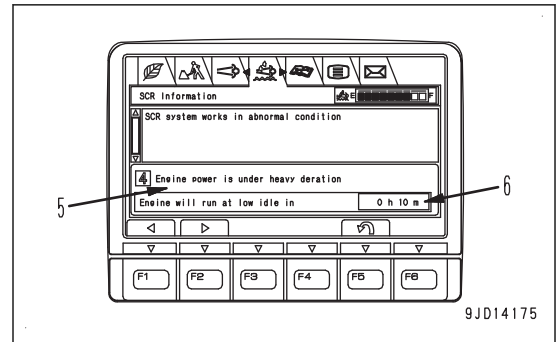 SCR Information
E F
SCR system works in abnormal condition
4 Engine power is under heavy deration
5
6
Engine will run at low idle in 0 h 10 m
F1 F2 F3 F4 F5 F6
9JD14175